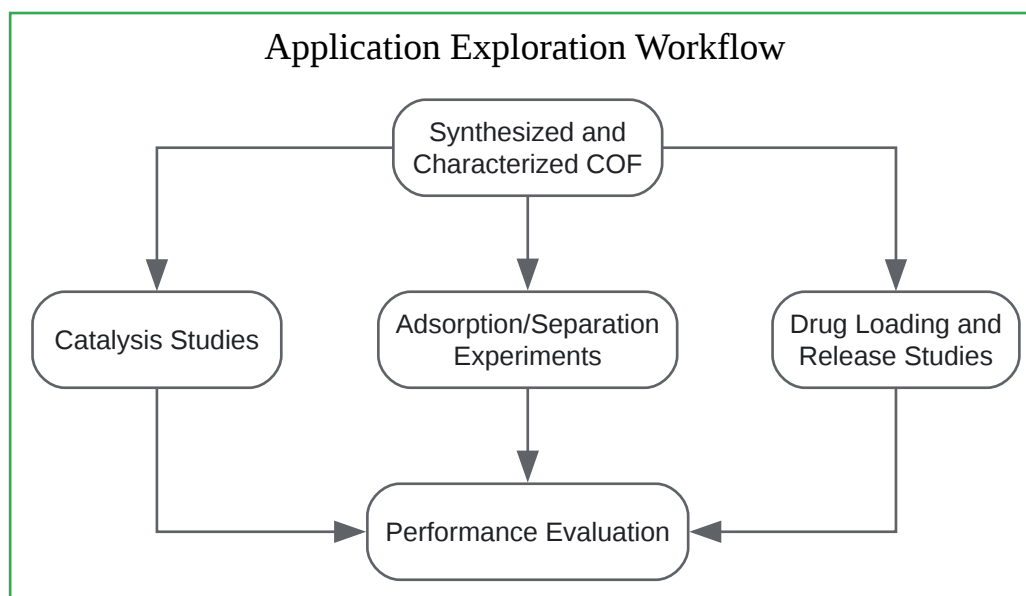 Application Exploration Workflow
Synthesized and
Characterized COF
Catalysis Studies
Adsorption/Separation
Experiments
Drug Loading and
Release Studies
Performance Evaluation